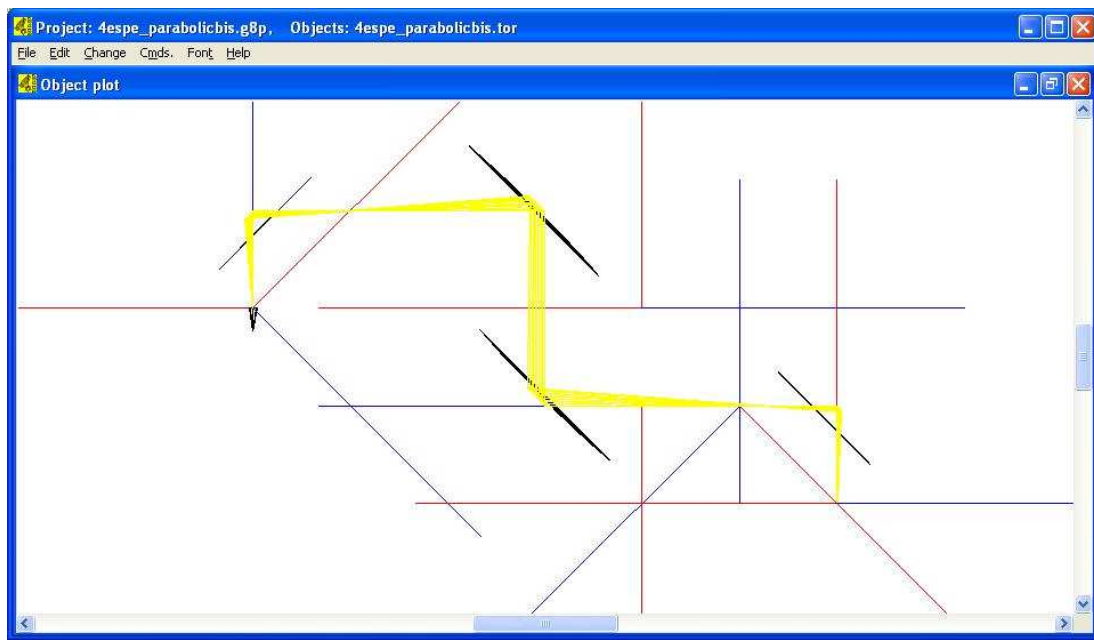 Project: 4espe_parabolicbis.g8p, Objects: 4espe_parabolicbis.tor
File Edit Change Cmds. Font Help
Object plot